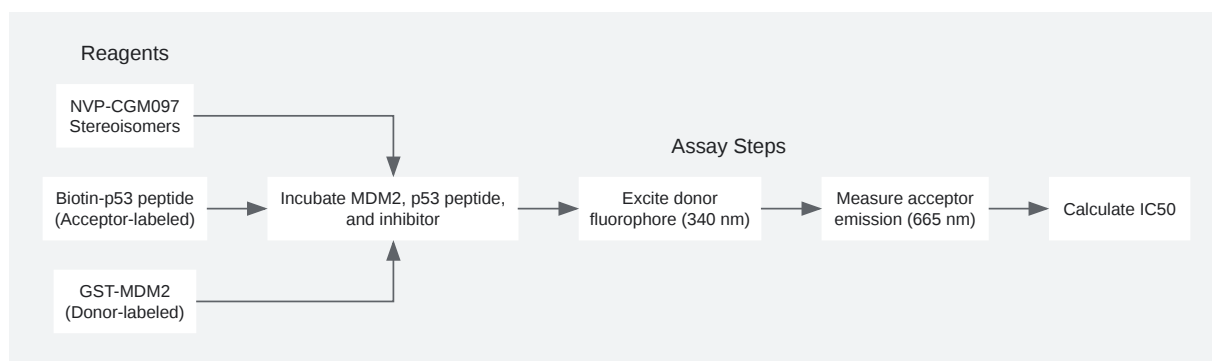 Reagents
NVP-CGM097
Stereoisomers
Assay Steps
Biotin-p53 peptide
(Acceptor-labeled)
Incubate MDM2, p53 peptide,
and inhibitor
Excite donor
fluorophore (340 nm)
Measure acceptor
emission (665 nm)
Calculate IC50
GST-MDM2
(Donor-labeled)